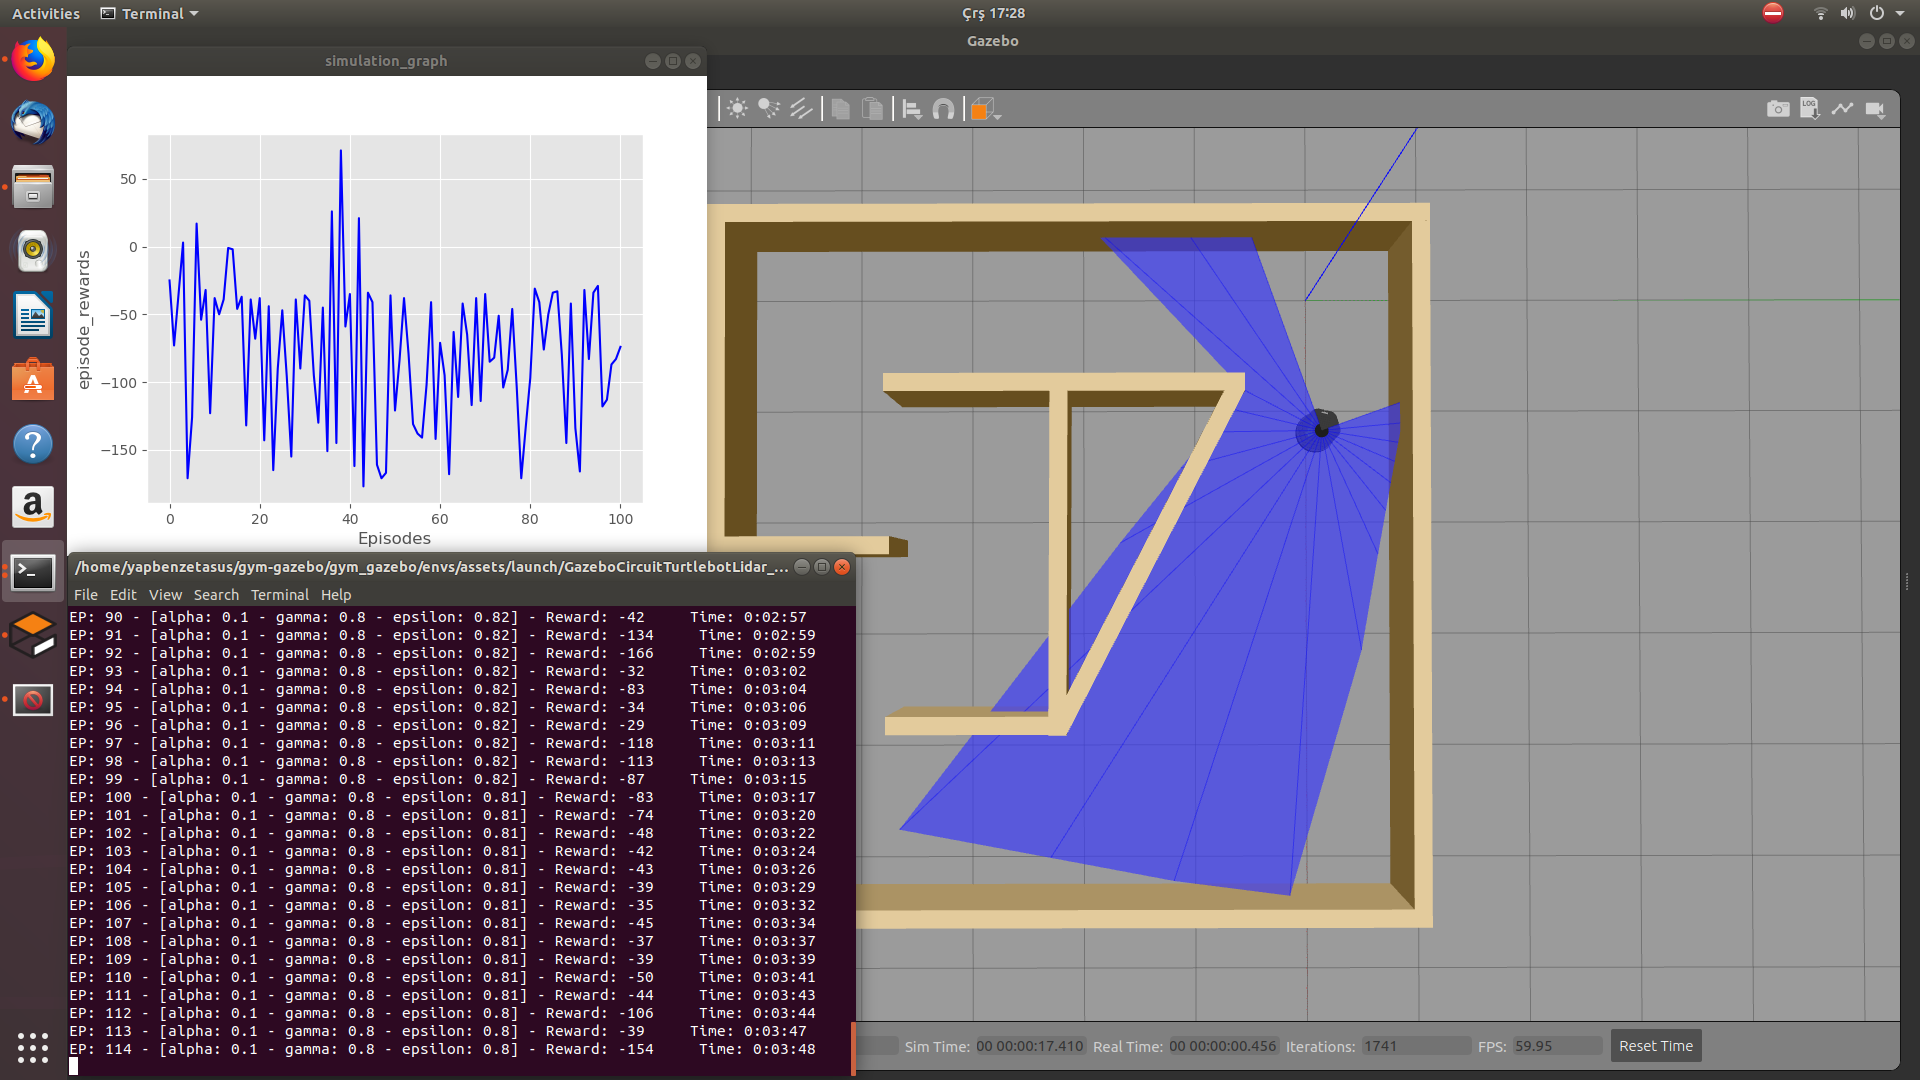 Activities
Terminal
Çrş 17:28
Gazebo
simulation_graph
LOG
50
0
−50
−100
−150
episode_rewards
0 20 40 60 80 100
Episodes
/home/yapbenzetasus/gym-gazebo/gym_gazebo/envs/assets/launch/GazeboCircuitTurtlebotLidar_...
File Edit View Search Terminal Help
EP: 90 - [alpha: 0.1 - gamma: 0.8 - epsilon: 0.82] - Reward: -42 Time: 0:02:57
EP: 91 - [alpha: 0.1 - gamma: 0.8 - epsilon: 0.82] - Reward: -134 Time: 0:02:59
EP: 92 - [alpha: 0.1 - gamma: 0.8 - epsilon: 0.82] - Reward: -166 Time: 0:02:59
EP: 93 - [alpha: 0.1 - gamma: 0.8 - epsilon: 0.82] - Reward: -32 Time: 0:03:02
EP: 94 - [alpha: 0.1 - gamma: 0.8 - epsilon: 0.82] - Reward: -83 Time: 0:03:04
EP: 95 - [alpha: 0.1 - gamma: 0.8 - epsilon: 0.82] - Reward: -34 Time: 0:03:06
EP: 96 - [alpha: 0.1 - gamma: 0.8 - epsilon: 0.82] - Reward: -29 Time: 0:03:09
EP: 97 - [alpha: 0.1 - gamma: 0.8 - epsilon: 0.82] - Reward: -118 Time: 0:03:11
EP: 98 - [alpha: 0.1 - gamma: 0.8 - epsilon: 0.82] - Reward: -113 Time: 0:03:13
EP: 99 - [alpha: 0.1 - gamma: 0.8 - epsilon: 0.82] - Reward: -87 Time: 0:03:15
EP: 100 - [alpha: 0.1 - gamma: 0.8 - epsilon: 0.81] - Reward: -83 Time: 0:03:17
EP: 101 - [alpha: 0.1 - gamma: 0.8 - epsilon: 0.81] - Reward: -74 Time: 0:03:20
EP: 102 - [alpha: 0.1 - gamma: 0.8 - epsilon: 0.81] - Reward: -48 Time: 0:03:22
EP: 103 - [alpha: 0.1 - gamma: 0.8 - epsilon: 0.81] - Reward: -42 Time: 0:03:24
EP: 104 - [alpha: 0.1 - gamma: 0.8 - epsilon: 0.81] - Reward: -43 Time: 0:03:26
EP: 105 - [alpha: 0.1 - gamma: 0.8 - epsilon: 0.81] - Reward: -39 Time: 0:03:29
EP: 106 - [alpha: 0.1 - gamma: 0.8 - epsilon: 0.81] - Reward: -35 Time: 0:03:32
EP: 107 - [alpha: 0.1 - gamma: 0.8 - epsilon: 0.81] - Reward: -45 Time: 0:03:34
EP: 108 - [alpha: 0.1 - gamma: 0.8 - epsilon: 0.81] - Reward: -37 Time: 0:03:37
EP: 109 - [alpha: 0.1 - gamma: 0.8 - epsilon: 0.81] - Reward: -39 Time: 0:03:39
EP: 110 - [alpha: 0.1 - gamma: 0.8 - epsilon: 0.81] - Reward: -50 Time: 0:03:41
EP: 111 - [alpha: 0.1 - gamma: 0.8 - epsilon: 0.81] - Reward: -44 Time: 0:03:43
EP: 112 - [alpha: 0.1 - gamma: 0.8 - epsilon: 0.8] - Reward: -106 Time: 0:03:44
EP: 113 - [alpha: 0.1 - gamma: 0.8 - epsilon: 0.8] - Reward: -39 Time: 0:03:47
EP: 114 - [alpha: 0.1 - gamma: 0.8 - epsilon: 0.8] - Reward: -154 Time: 0:03:48
Sim Time: 00 00:00:17.410 Real Time: 00 00:00:00.456 Iterations: 1741 FPS: 59.95 Reset Time